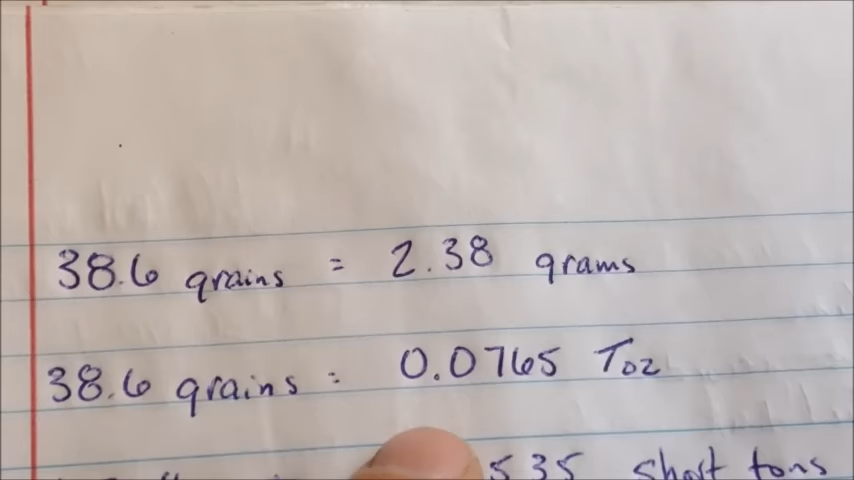 38.6 grains = 2.38 grams
38.6 grains = 0.0765 Toz
535 short tons